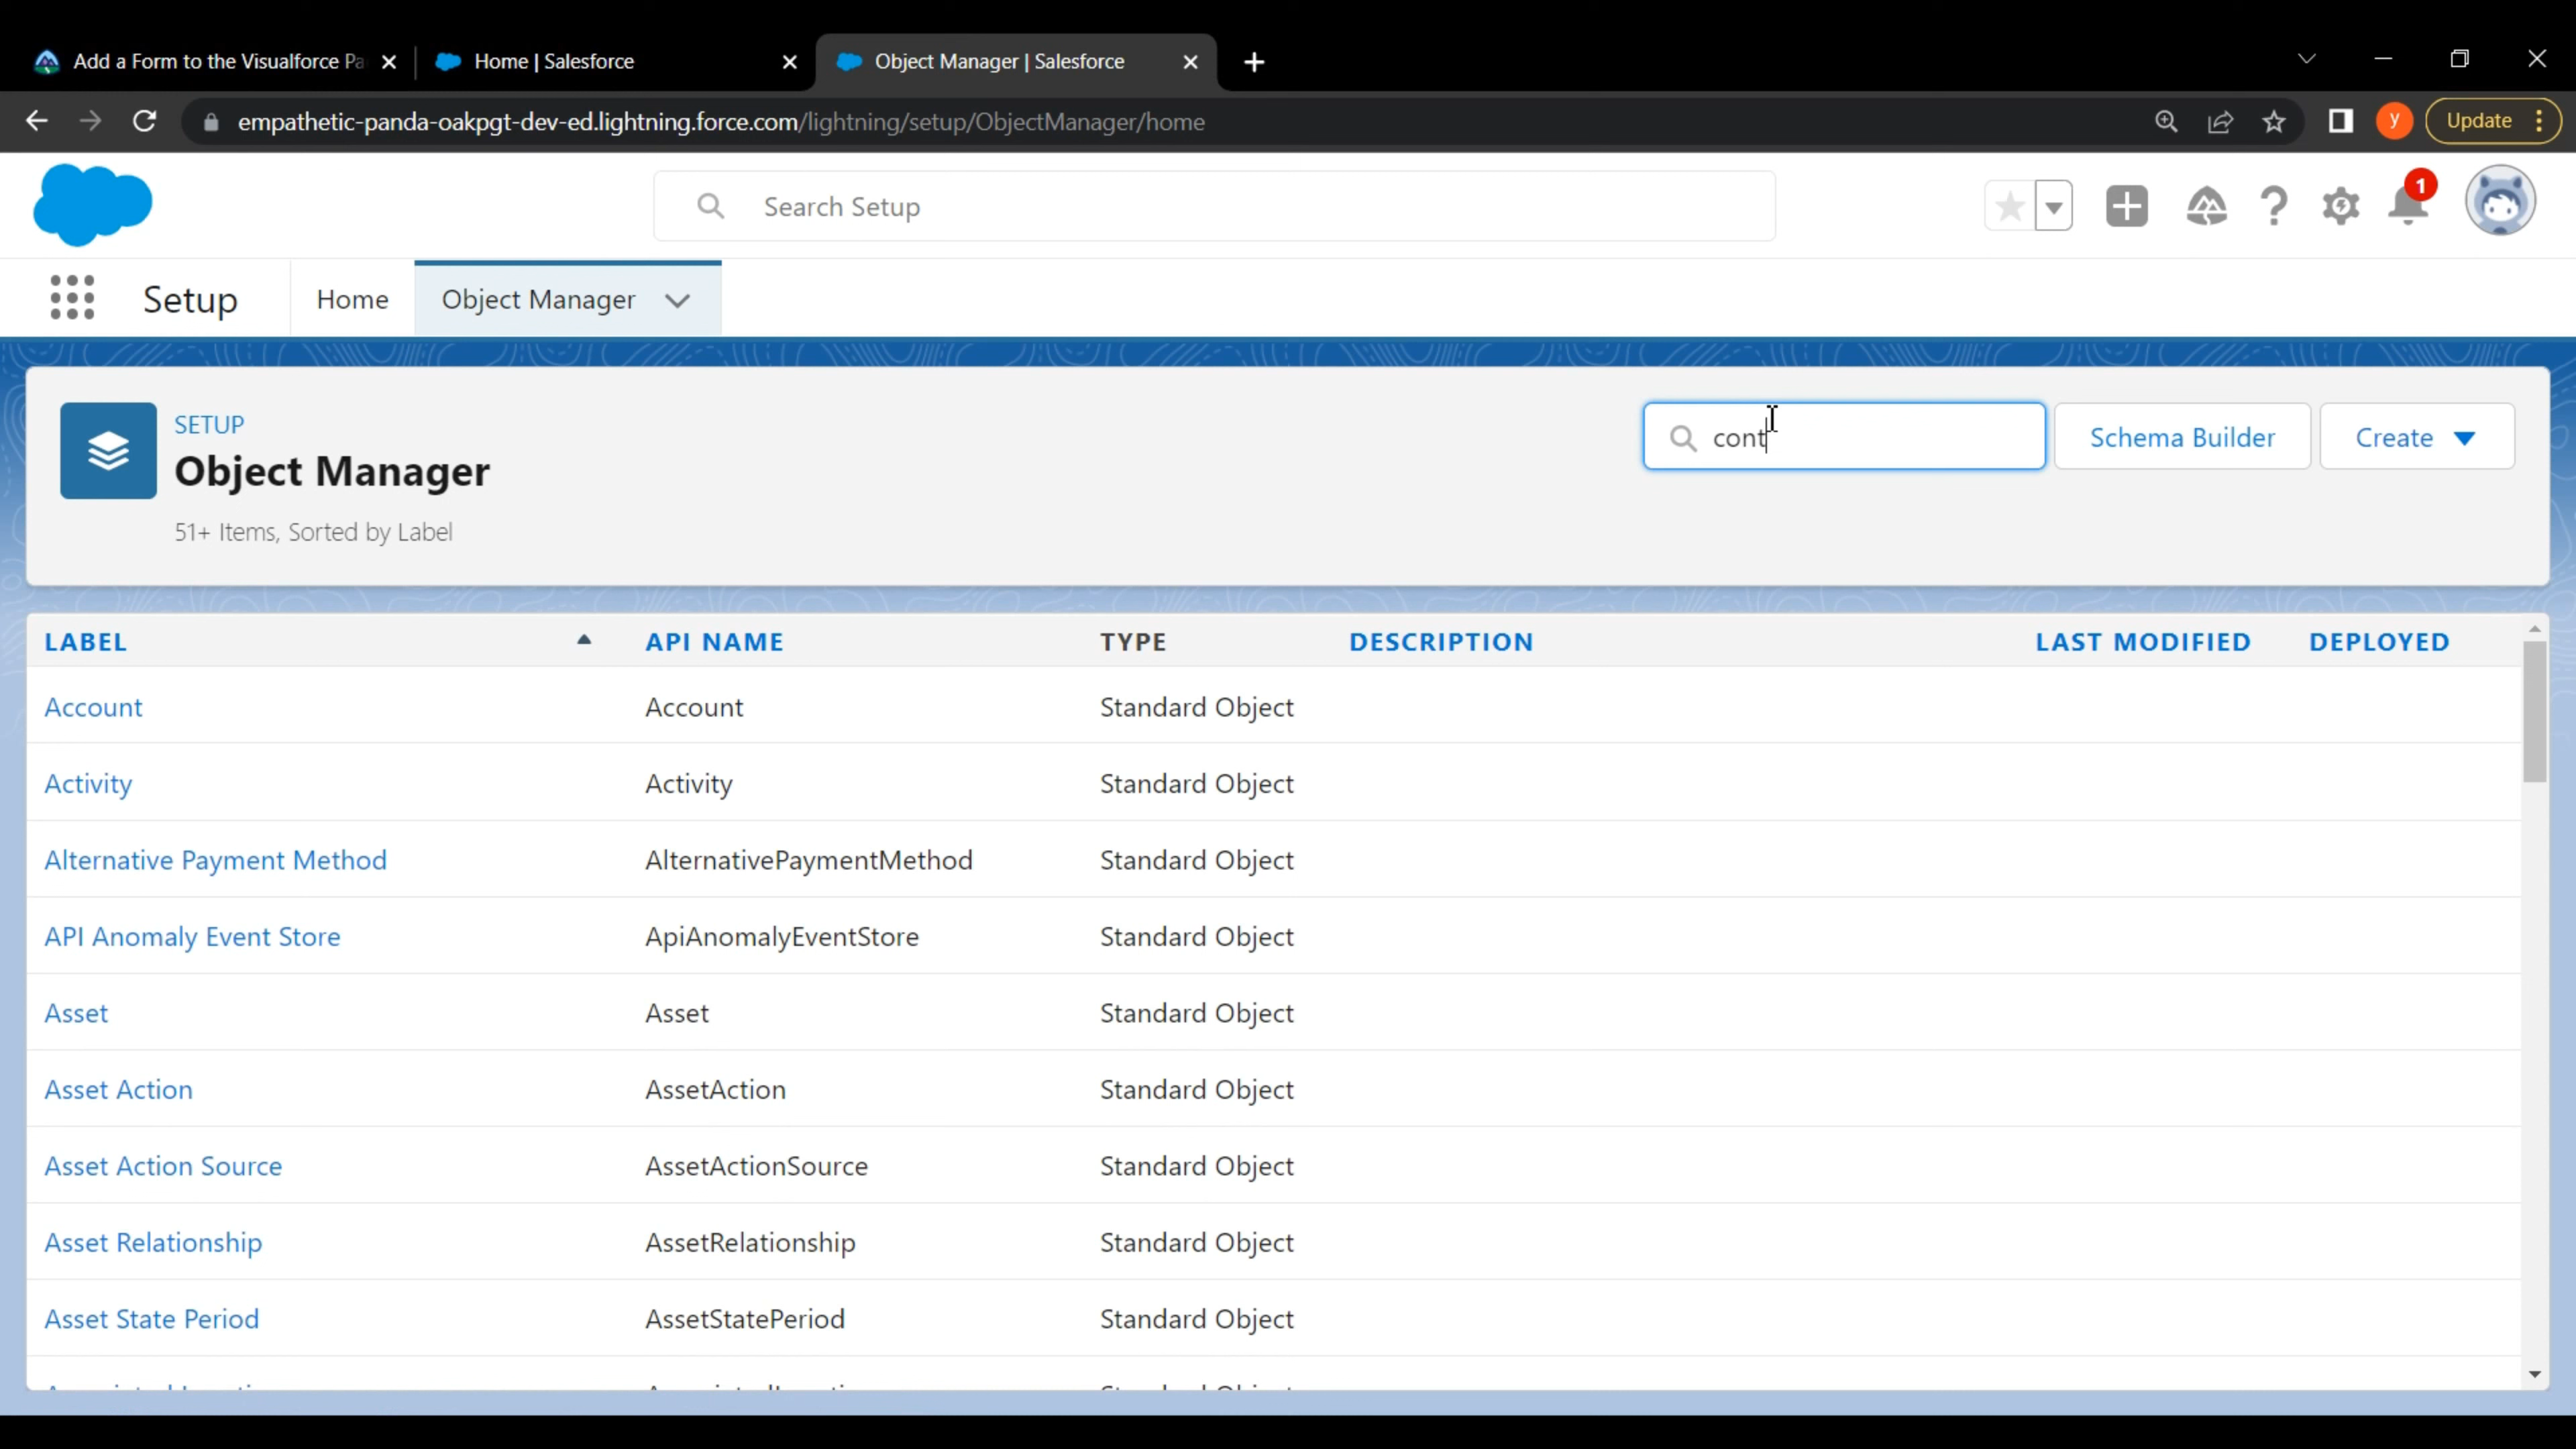 Add a Form to the Visualforce Pa
Home | Salesforce
Object Manager | Salesforce
empathetic-panda-oakpgt-dev-ed.lightning.force.com/lightning/setup/ObjectManager/home
y
Update
Search Setup
1
Setup
Home
Object Manager
SETUP
Object Manager
51+ Items, Sorted by Label
cont
Schema Builder
Create
LABEL API NAME TYPE DESCRIPTION LAST MODIFIED DEPLOYED
Account Account Standard Object
Activity Activity Standard Object
Alternative Payment Method AlternativePaymentMethod Standard Object
API Anomaly Event Store ApiAnomalyEventStore Standard Object
Asset Asset Standard Object
Asset Action AssetAction Standard Object
Asset Action Source AssetActionSource Standard Object
Asset Relationship AssetRelationship Standard Object
Asset State Period AssetStatePeriod Standard Object